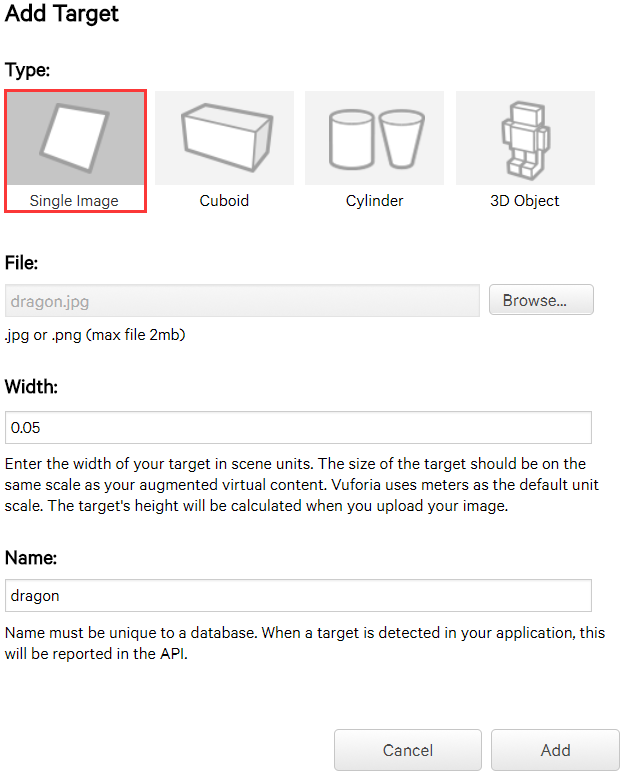 Add Target
Type:
Single Image
Cuboid
Cylinder
3D Object
File:
dragon.jpg
Browse...
.jpg or .png (max file 2mb)
Width:
0.05
Enter the width of your target in scene units. The size of the target should be on the
same scale as your augmented virtual content. Vuforia uses meters as the default unit
scale. The target's height will be calculated when you upload your image.
Name:
dragon
Name must be unique to a database. When a target is detected in your application, this
will be reported in the API.
Cancel
Add